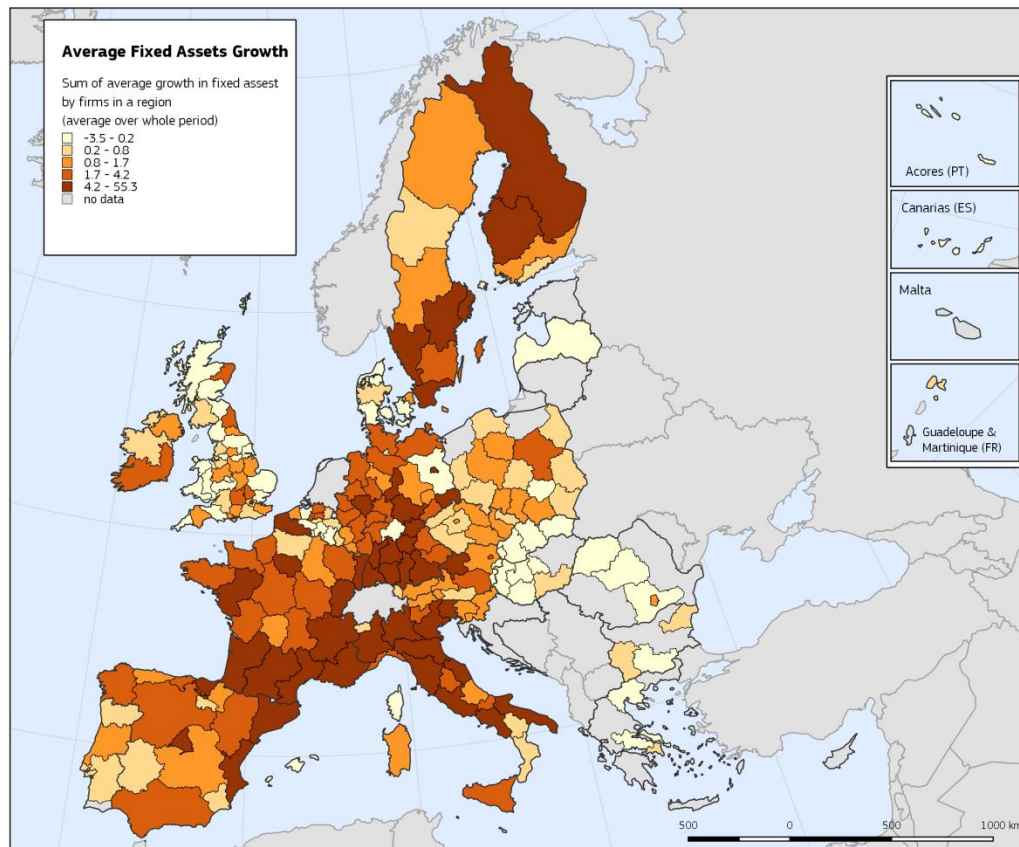 Average Fixed Assets Growth
Sum of average growth in fixed assest
by firms in a region
(average over whole period)
-3.5 - 0.2
0.2 - 0.8
0.8 - 1.7
1.7 - 4.2
4.2 - 55.3
no data
Acores (PT)
Canarias (ES)
Malta
Guadeloupe &
Martinique (FR)
500 0 500 1000 km